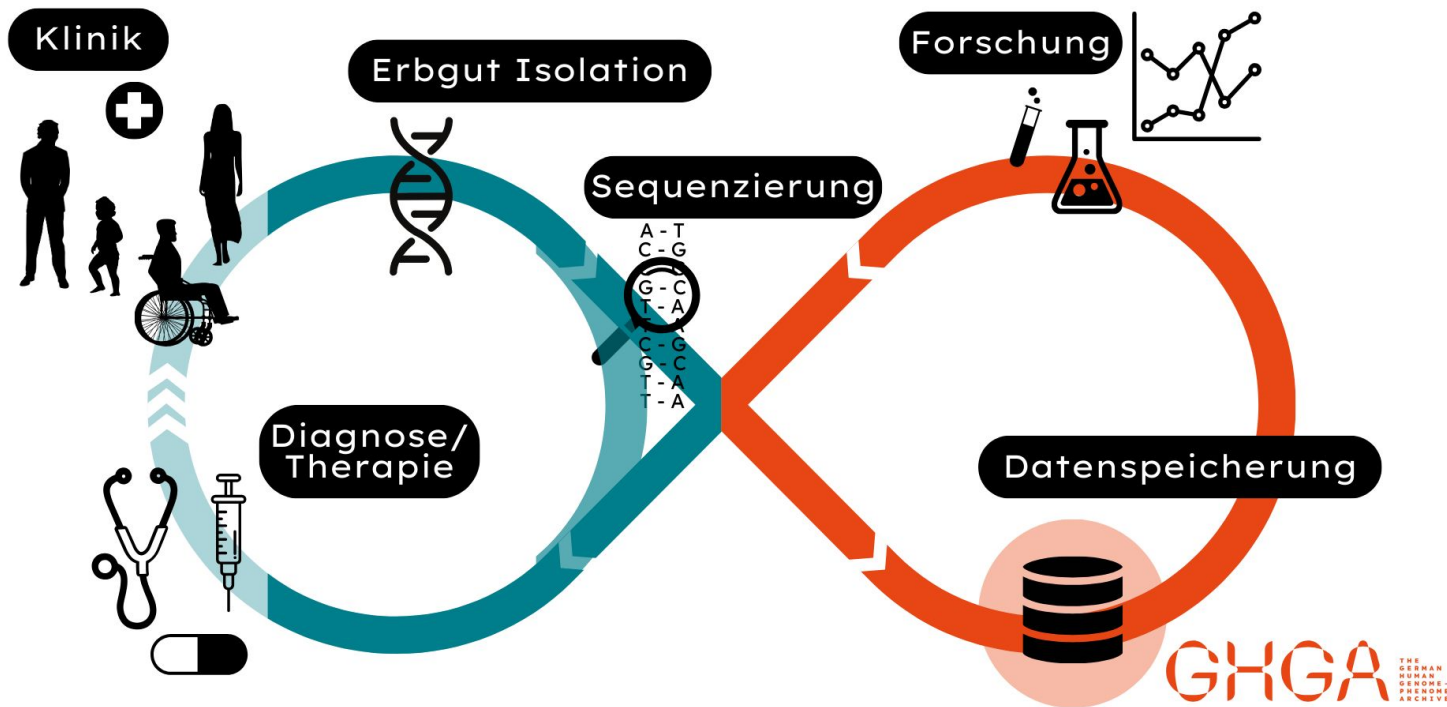 Klinik
Erbgut Isolation
Forschung
Sequenzierung
A - T
C - G
G - C
T - A
C - G
G - C
T - A
T - A
Diagnose/
Therapie
Datenspeicherung
GHGA
THE
GERMAN
HUMAN
GENOME-
PHENOME
ARCHIVE